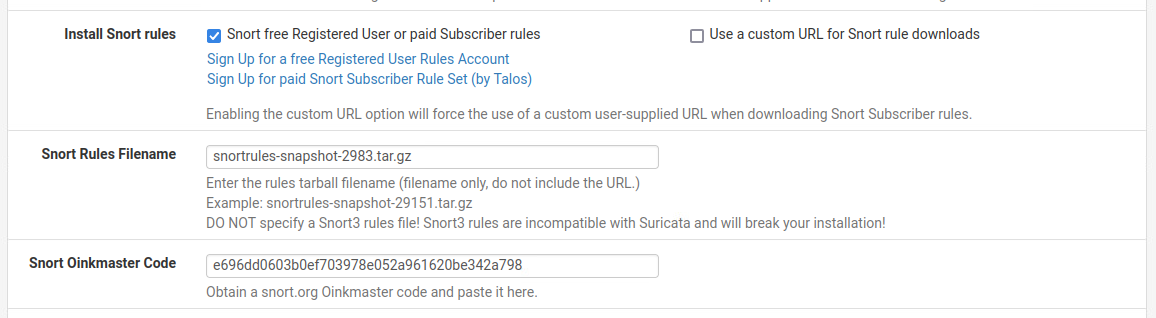 Install Snort rules
Snort free Registered User or paid Subscriber rules
Use a custom URL for Snort rule downloads
Sign Up for a free Registered User Rules Account
Sign Up for paid Snort Subscriber Rule Set (by Talos)
Enabling the custom URL option will force the use of a custom user-supplied URL when downloading Snort Subscriber rules.
Snort Rules Filename
snortrules-snapshot-2983.tar.gz
Enter the rules tarball filename (filename only, do not include the URL.)
Example: snortrules-snapshot-29151.tar.gz
DO NOT specify a Snort3 rules file! Snort3 rules are incompatible with Suricata and will break your installation!
Snort Oinkmaster Code
e696dd0603b0ef703978e052a961620be342a798
Obtain a snort.org Oinkmaster code and paste it here.